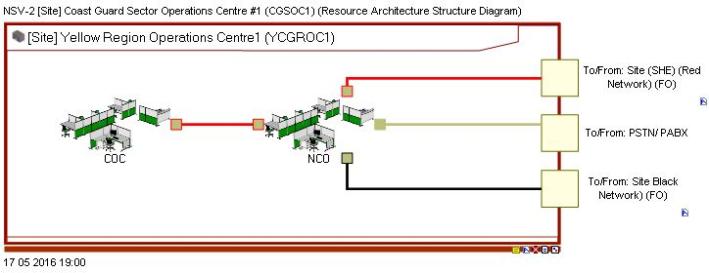 NSV-2 [Site] Coast Guard Sector Operations Centre #1 (CGSOC1) (Resource Architecture Structure Diagram)
[Site] Yellow Region Operations Centre1 (YCGROC1)
To/From: Site (SHE) (Red
Network) (FO)
To/From: PSTN/ PABX
COC
NCO
To/From: Site Black
Network) (FO)
17 05 2016 19:00